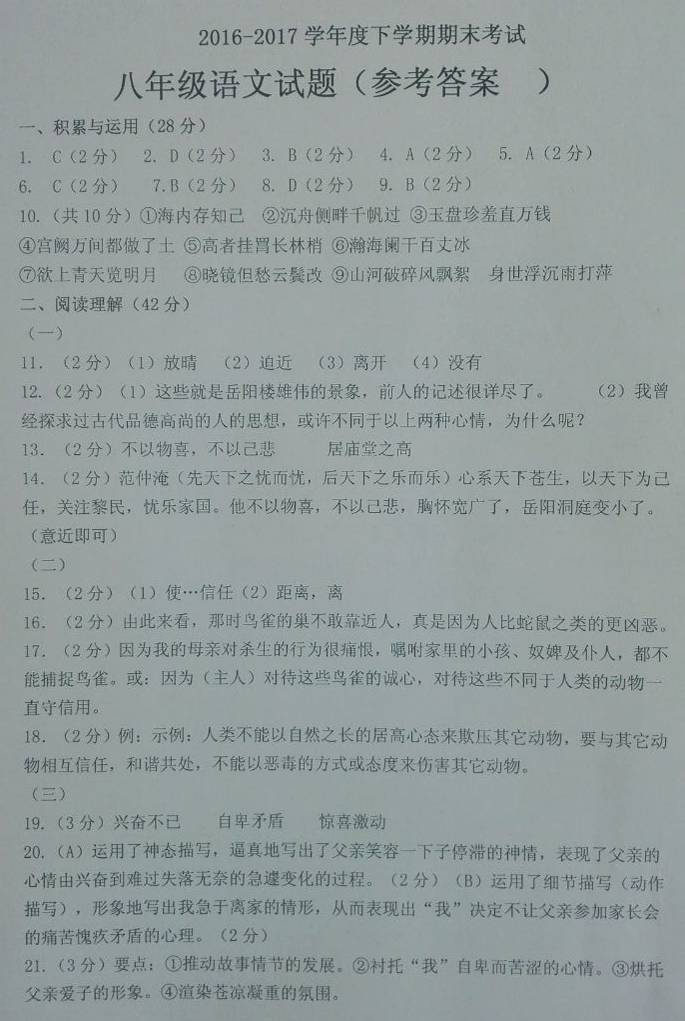 2016-2017 学年度下学期期末考试
八年级语文试题（参考答案　）
一、积累与运用（28 分）
1. C（2 分） 2. D（2 分） 3. B（2 分） 4. A（2 分） 5. A（2 分）
6. C（2 分） 7.B（2 分） 8. D（2 分） 9. B（2 分）
10.（共 10 分）①海内存知己 ②沉舟侧畔千帆过 ③玉盘珍羞直万钱
④宫阙万间都做了土 ⑤高者挂罥长林梢 ⑥瀚海阑干百丈冰
⑦欲上青天览明月 ⑧晓镜但愁云鬓改 ⑨山河破碎风飘絮 身世浮沉雨打萍
二、阅读理解（42 分）
（一）
11. （2 分）（1）放晴 （2）迫近 （3）离开 （4）没有
12.（2 分）（1）这些就是岳阳楼雄伟的景象，前人的记述很详尽了。 （2）我曾
经探求过古代品德高尚的人的思想，或许不同于以上两种心情，为什么呢？
13. （2 分）不以物喜，不以己悲 居庙堂之高
14. （2 分）范仲淹（先天下之忧而忧，后天下之乐而乐）心系天下苍生，以天下为己
任，关注黎民，忧乐家国。他不以物喜，不以己悲，胸怀宽广了，岳阳洞庭变小了。
（意近即可）
（二）
15. （2 分）（1）使…信任（2）距离，离
16. （2 分）由此来看，那时鸟雀的巢不敢靠近人，真是因为人比蛇鼠之类的更凶恶。
17. （2 分）因为我的母亲对杀生的行为很痛恨，嘱咐家里的小孩、奴婢及仆人，都不
能捕捉鸟雀。或：因为（主人）对待这些鸟雀的诚心，对待这些不同于人类的动物一
直守信用。
18. （2 分）例：示例：人类不能以自然之长的居高心态来欺压其它动物，要与其它动
物相互信任，和谐共处，不能以恶毒的方式或态度来伤害其它动物。
（三）
19.（3 分）兴奋不已 自卑矛盾 惊喜激动
20.（A）运用了神态描写，逼真地写出了父亲笑容一下子停滞的神情，表现了父亲的
心情由兴奋到难过失落无奈的急遽变化的过程。（2 分）（B）运用了细节描写（动作
描写），形象地写出我急于离家的情形，从而表现出“我”决定不让父亲参加家长会
的痛苦愧疚矛盾的心理。（2 分）
21.（3 分）要点：①推动故事情节的发展。②衬托“我”自卑而苦涩的心情。③烘托
父亲爱子的形象。④渲染苍凉凝重的氛围。